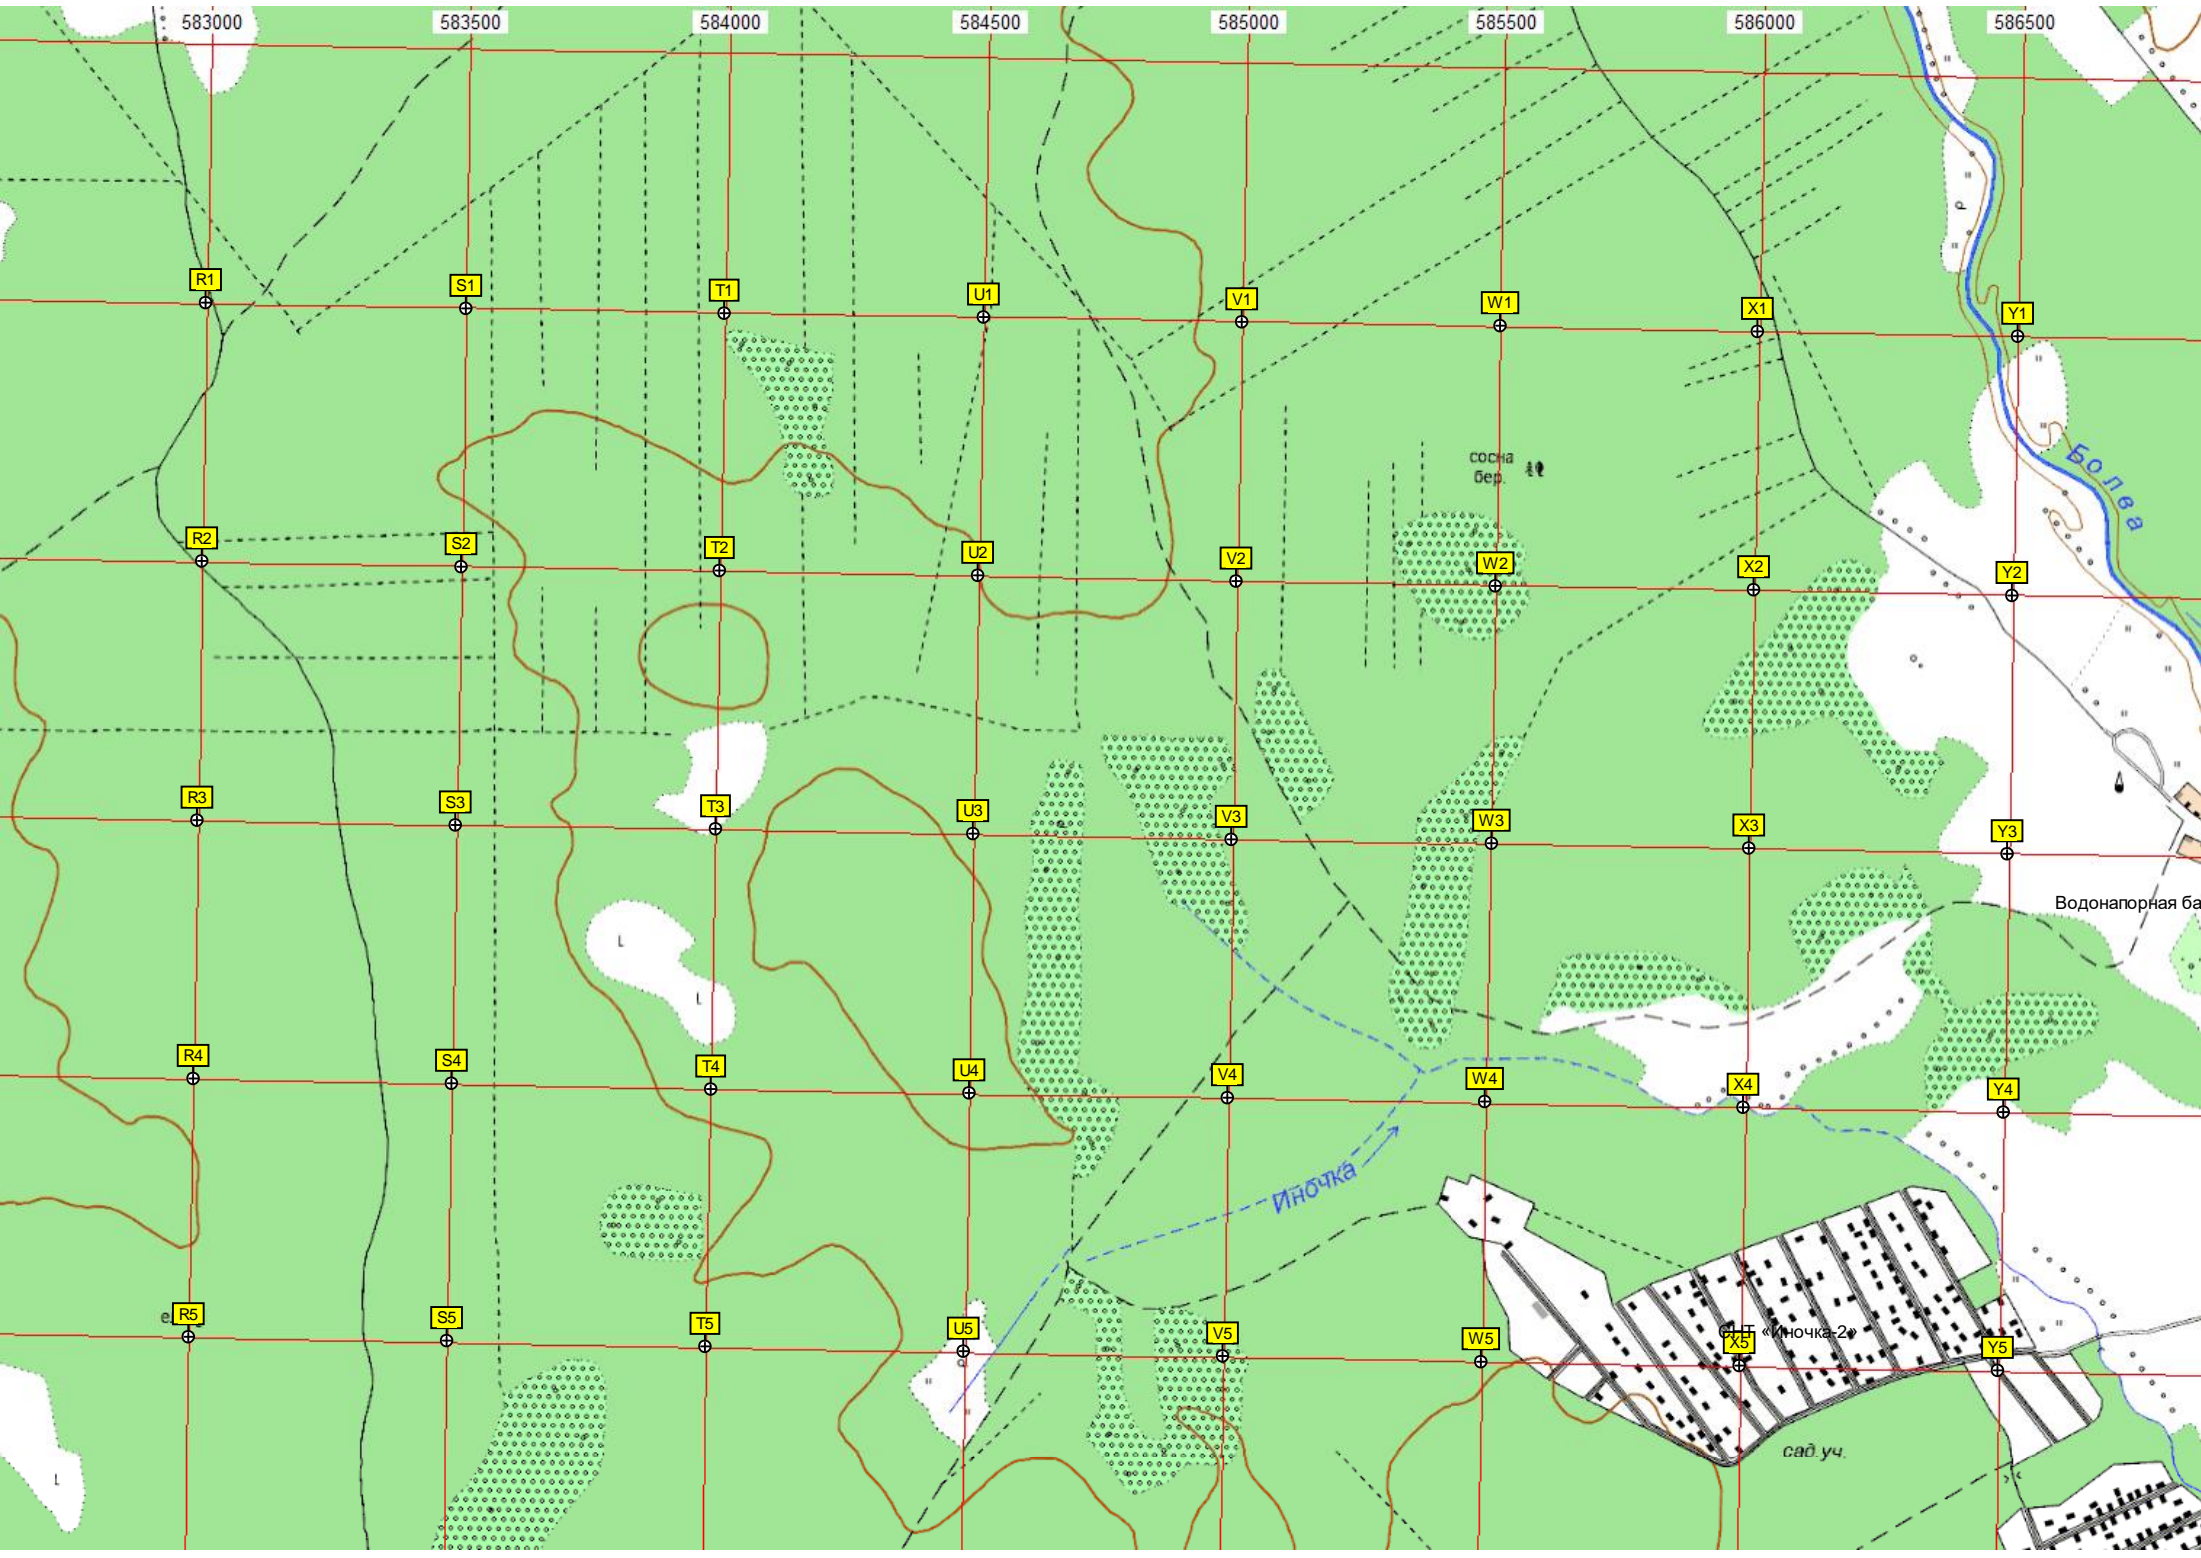 583000 583500 584000 584500 585000 585500 586000 586500
R1 S1 T1 U1 V1 W1 X1 Y1
Болва
сосна
бер.
R2 S2 T2 U2 V2 W2 X2 Y2
R3 S3 T3 U3 V3 W3 X3 Y3
Водонапорная ба
R4 S4 T4 U4 V4 W4 X4 Y4
Иночка
R5 S5 T5 U5 V5 W5 X5 Y5
СНТ «Иночка-2»
сад.уч.